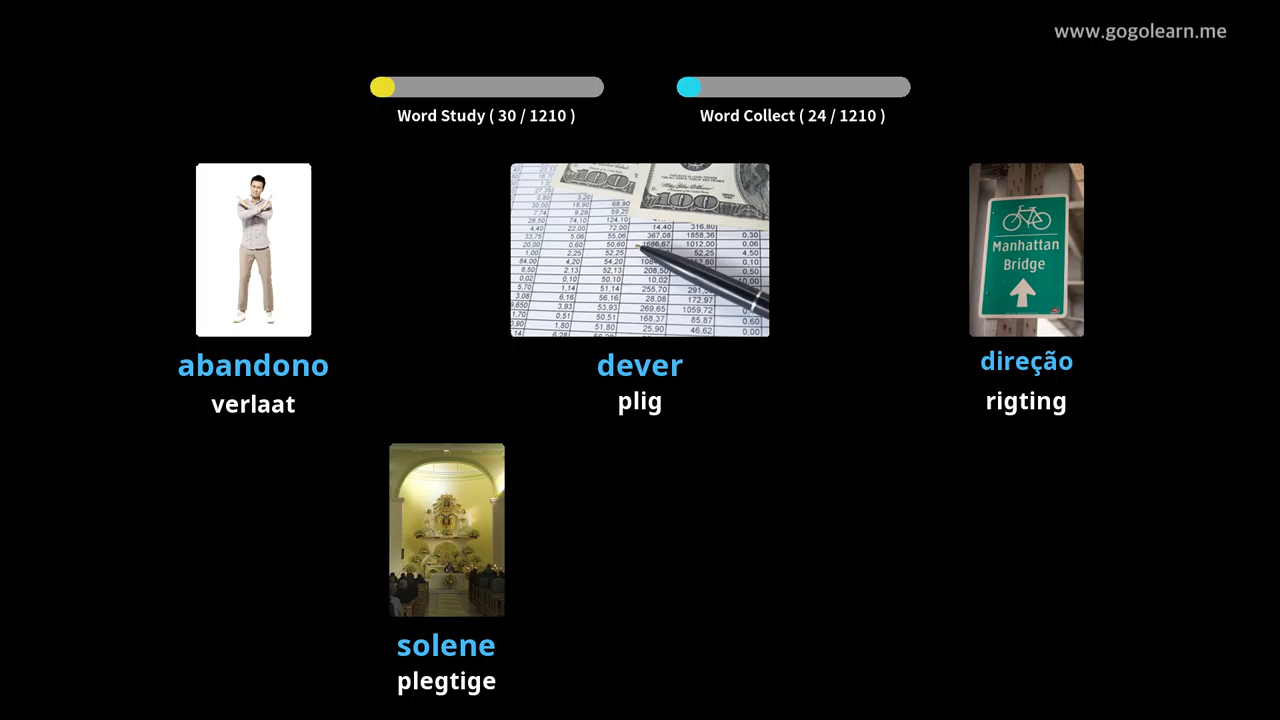 www.gogolearn.me
Word Study ( 30 / 1210 )
Word Collect ( 24 / 1210 )
Manhattan
Bridge
abandono
verlaat
dever
plig
direção
rigting
solene
plegtige